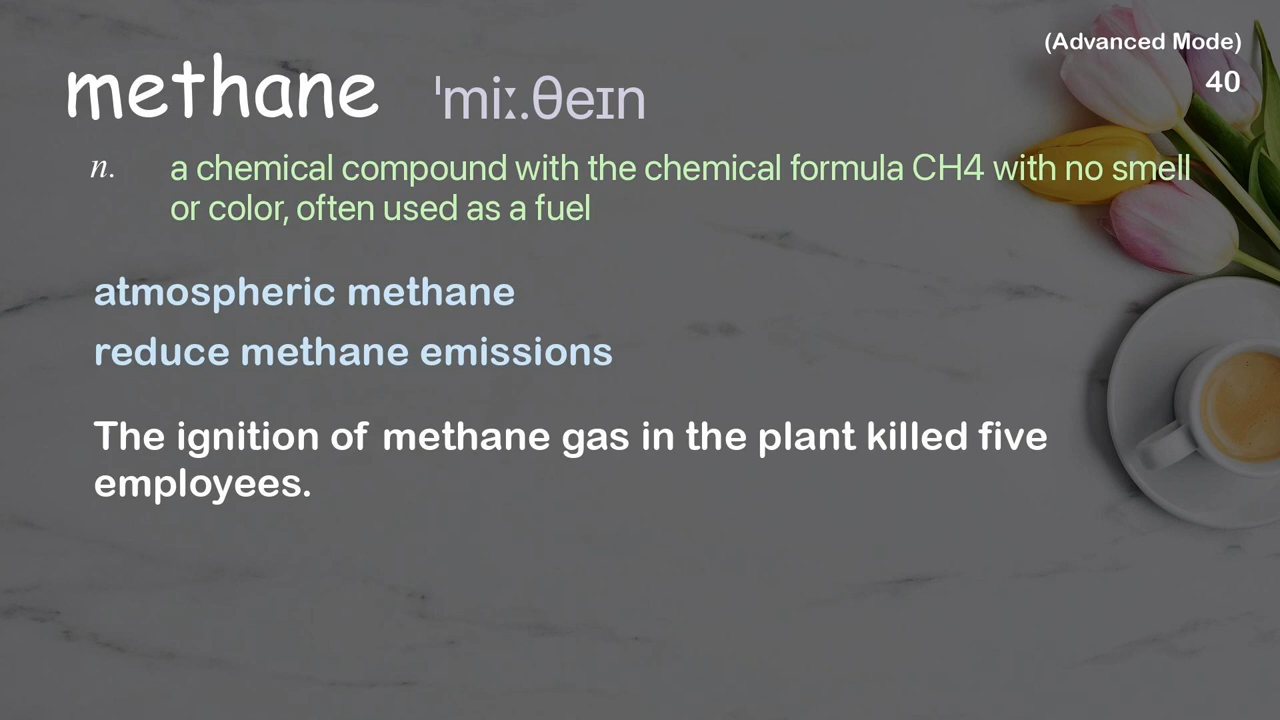 (Advanced Mode)
40
methane ˈmiː.θeɪn
n. a chemical compound with the chemical formula CH4 with no smell
or color, often used as a fuel
atmospheric methane
reduce methane emissions
The ignition of methane gas in the plant killed five
employees.